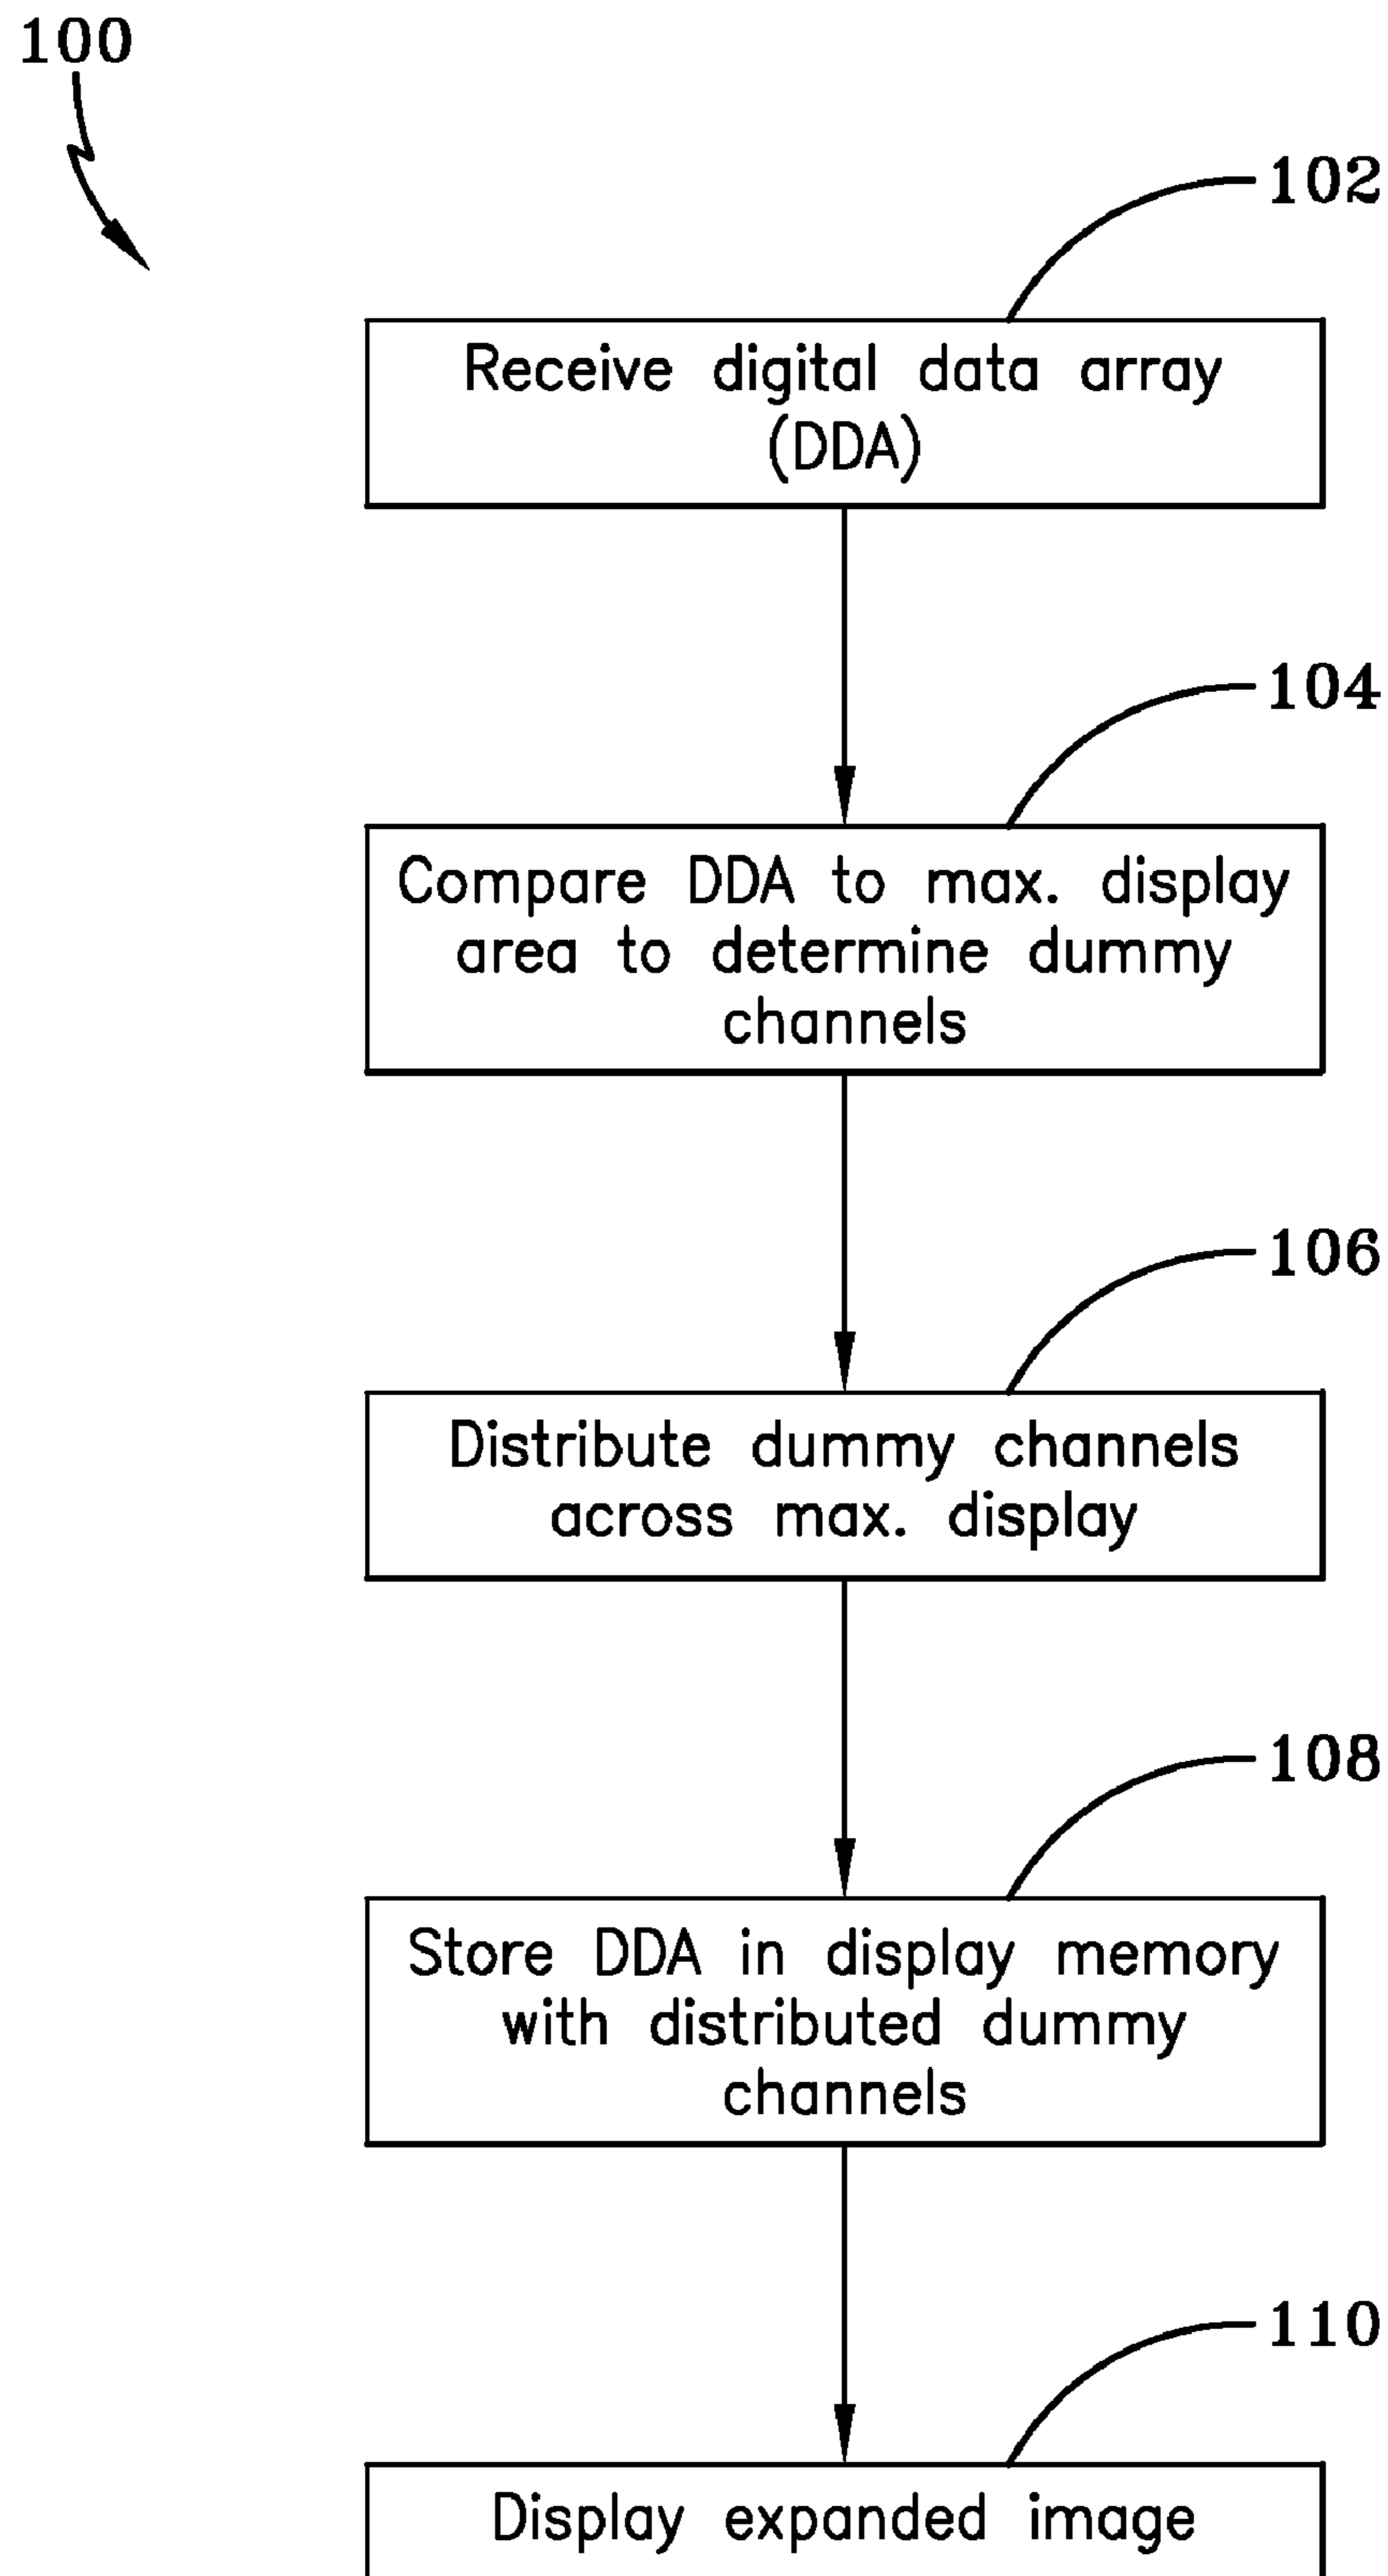 100
102
Receive digital data array
(DDA)
104
Compare DDA to max. display
area to determine dummy
channels
106
Distribute dummy channels
across max. display
108
Store DDA in display memory
with distributed dummy
channels
110
Display expanded image